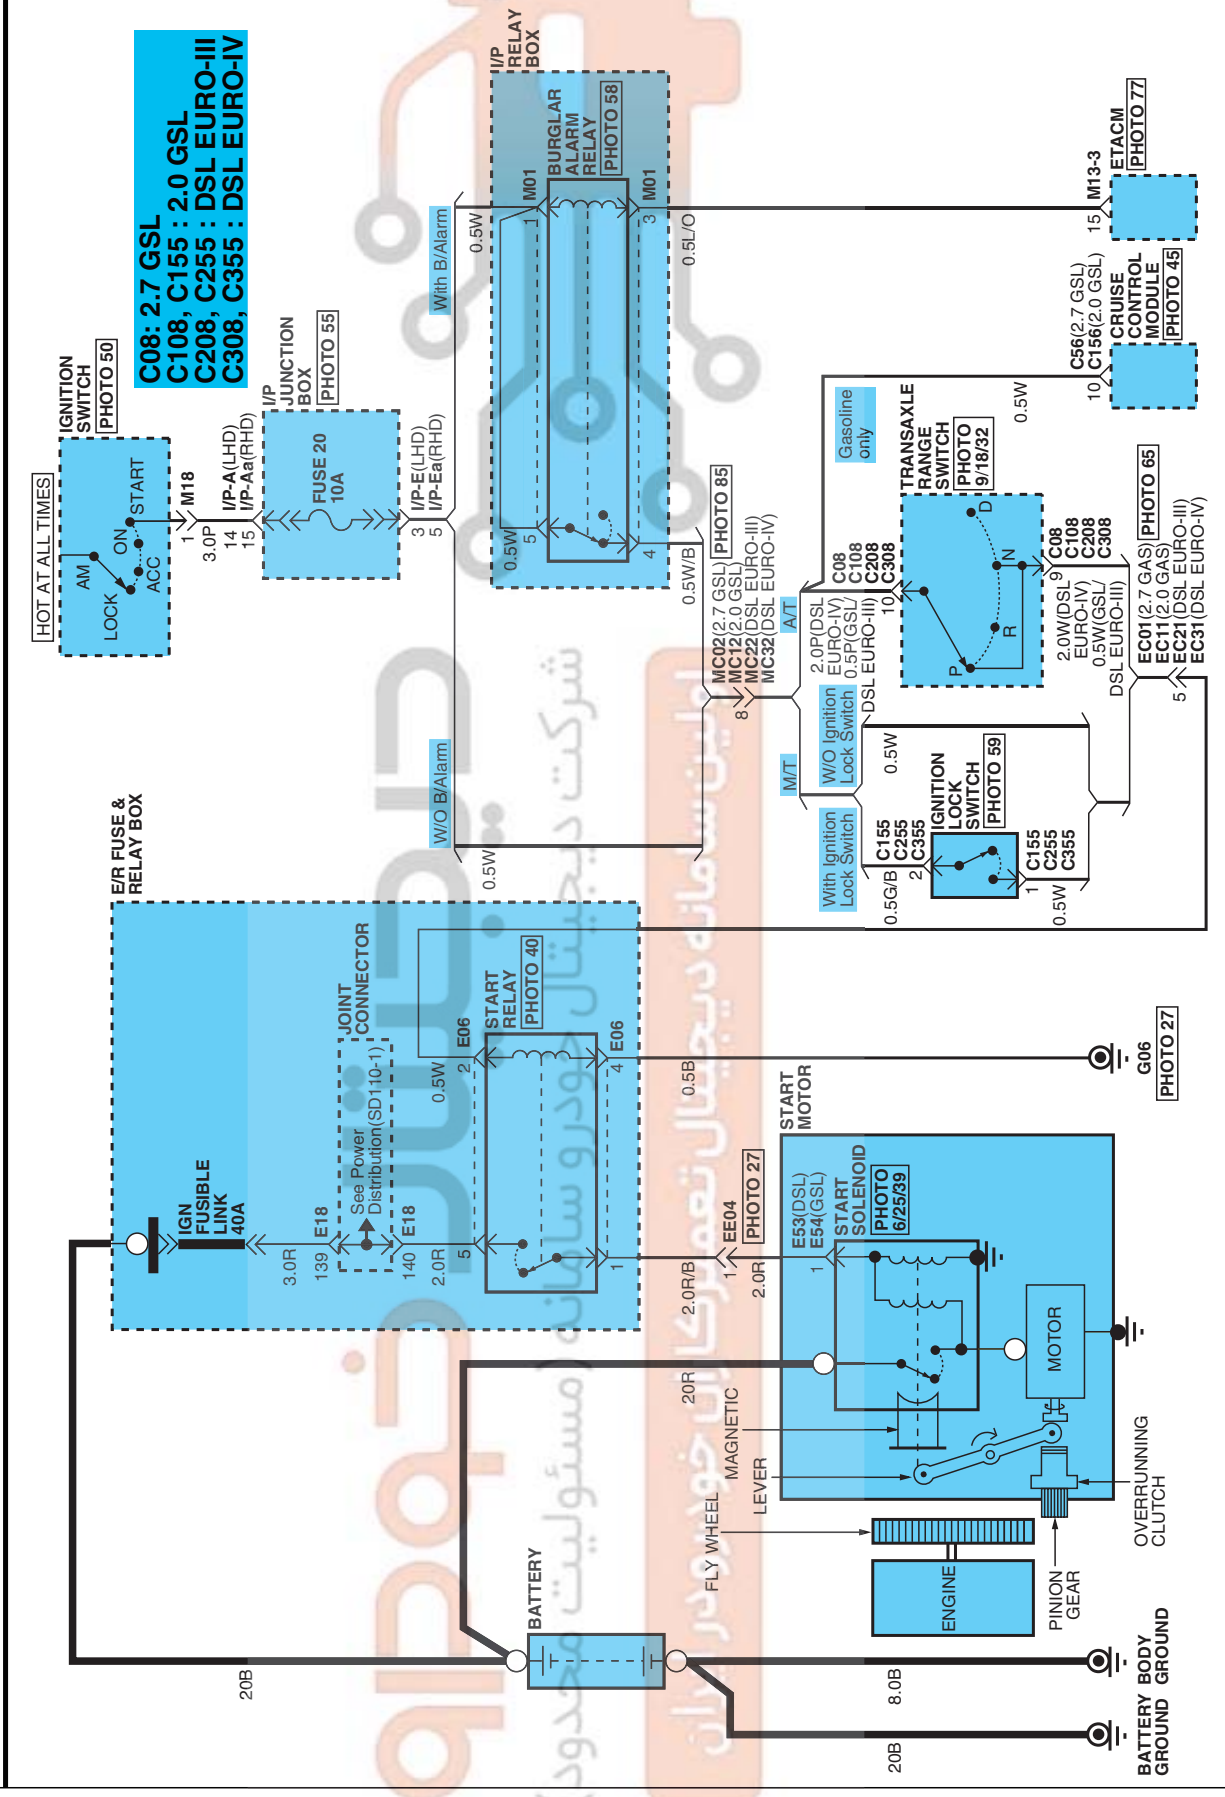 HOT AT ALL TIMES
IGNITION
SWITCH
PHOTO 50
AM
LOCK
ACC
ON
START
1
M18
3.0P
14
I/P-A(LHD)
15
I/P-Aa(RHD)
I/P
JUNCTION
BOX
PHOTO 55
FUSE 20
10A
3
I/P-E(LHD)
5
I/P-Ea(RHD)
C08: 2.7 GSL
C108, C155 : 2.0 GSL
C208, C255 : DSL EURO-III
C308, C355 : DSL EURO-IV
W/O B/Alarm
0.5W
With B/Alarm
0.5W
I/P
RELAY
BOX
1
M01
BURGLAR
ALARM
RELAY
PHOTO 58
0.5W
5
4
3
M01
0.5W/B
0.5L/O
MC02(2.7 GSL)
PHOTO 85
MC12(2.0 GSL)
MC22(DSL EURO-III)
MC32(DSL EURO-IV)
8
M/T
A/T
With Ignition
Lock Switch
W/O Ignition
Lock Switch
0.5G/B
0.5W
C155
C255
C355
2
IGNITION
LOCK
SWITCH
PHOTO 59
1
C155
C255
C355
0.5W
2.0P(DSL
EURO-IV)
0.5P(GSL/
DSL EURO-III)
C08
C108
C208
C308
10
Gasoline
only
TRANSAXLE
RANGE
SWITCH
PHOTO
9/18/32
P
R
N
D
9
C08
C108
C208
C308
2.0W(DSL
EURO-IV)
0.5W(GSL/
DSL EURO-III)
EC01(2.7 GAS)
PHOTO 65
EC11(2.0 GAS)
EC21(DSL EURO-III)
EC31(DSL EURO-IV)
5
0.5W
C56(2.7 GSL)
C156(2.0 GSL)
10
CRUISE
CONTROL
MODULE
PHOTO 45
15
M13-3
ETACM
PHOTO 77
E/R FUSE &
RELAY BOX
IGN
FUSIBLE
LINK
40A
3.0R
139
E18
JOINT
CONNECTOR
See Power
Distribution(SD110-1)
140
E18
2.0R
5
0.5W
2
E06
START
RELAY
PHOTO 40
1
4
E06
2.0R/B
0.5B
1
EE04
PHOTO 27
2.0R
G06
PHOTO 27
START
MOTOR
E53(DSL)
E54(GSL)
1
START
SOLENOID
PHOTO
6/25/39
MOTOR
20R
MAGNETIC
LEVER
FLY WHEEL
ENGINE
PINION
GEAR
OVERRUNNING
CLUTCH
20B
BATTERY
20B
8.0B
BATTERY
GROUND
BODY
GROUND
شرکت دیجیتال خودرو سامانه (مسئولیت محدود)
اولین سامانه دیجیتال تعمیرکاران خودرو در ایران